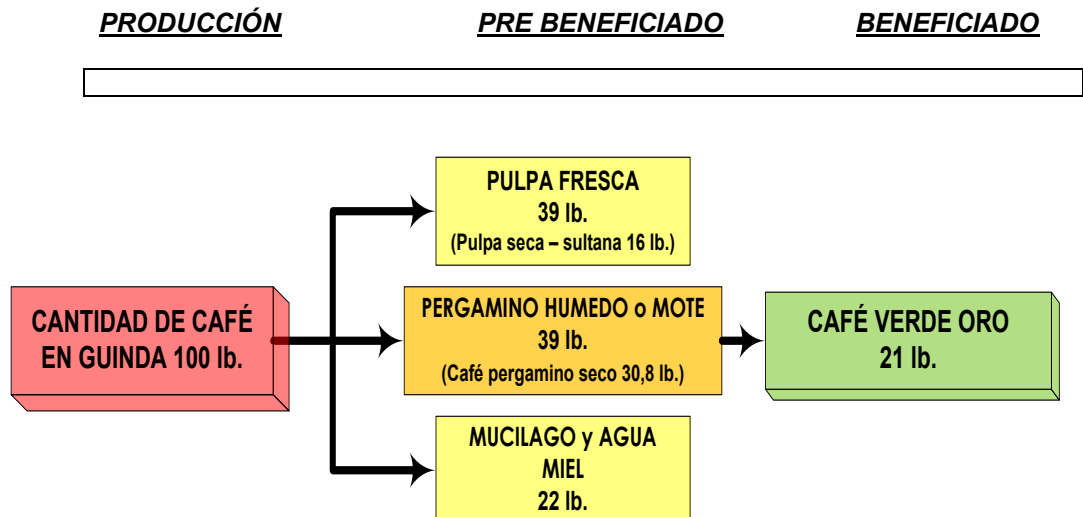 PRODUCCIÓN
PRE BENEFICIADO
BENEFICIADO
PULPA FRESCA
39 lb.
(Pulpa seca – sultana 16 lb.)
CANTIDAD DE CAFÉ
EN GUINDA 100 lb.
PERGAMINO HUMEDO o MOTE
39 lb.
(Café pergamino seco 30,8 lb.)
CAFÉ VERDE ORO
21 lb.
MUCILAGO y AGUA
MIEL
22 lb.